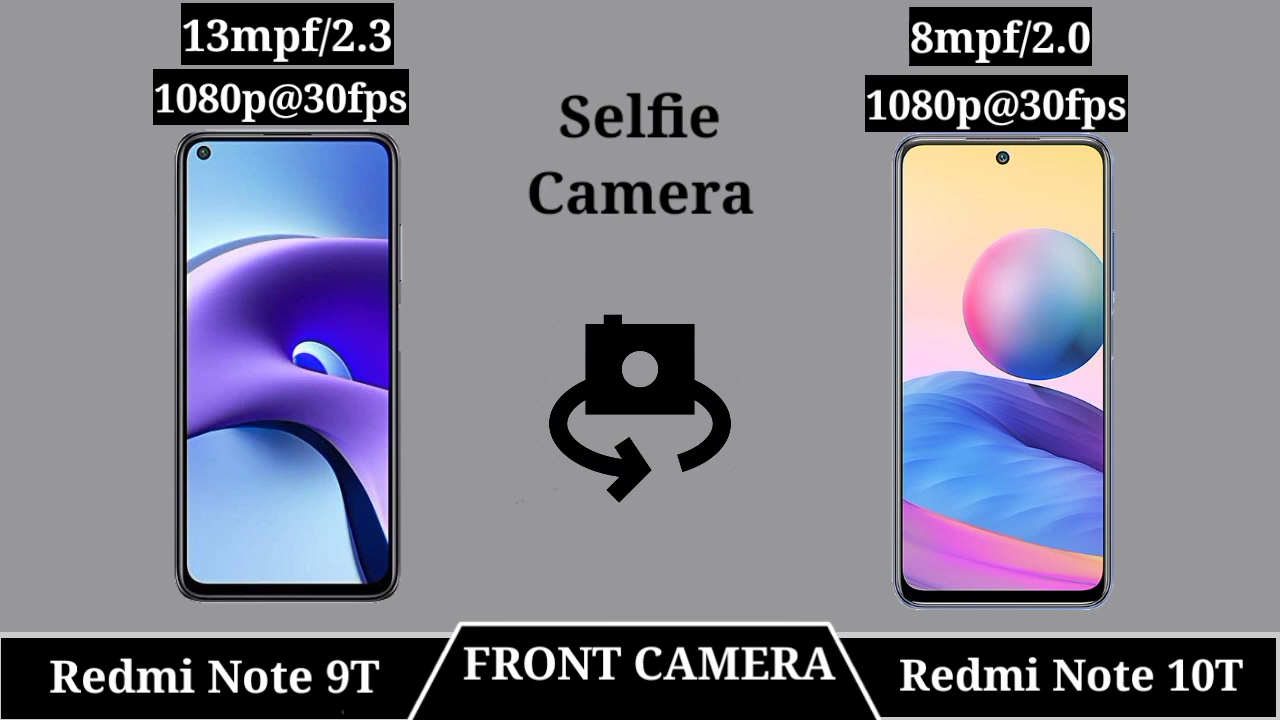 13mpf/2.3
1080p@30fps
8mpf/2.0
1080p@30fps
Selfie
Camera
Redmi Note 9T
FRONT CAMERA
Redmi Note 10T